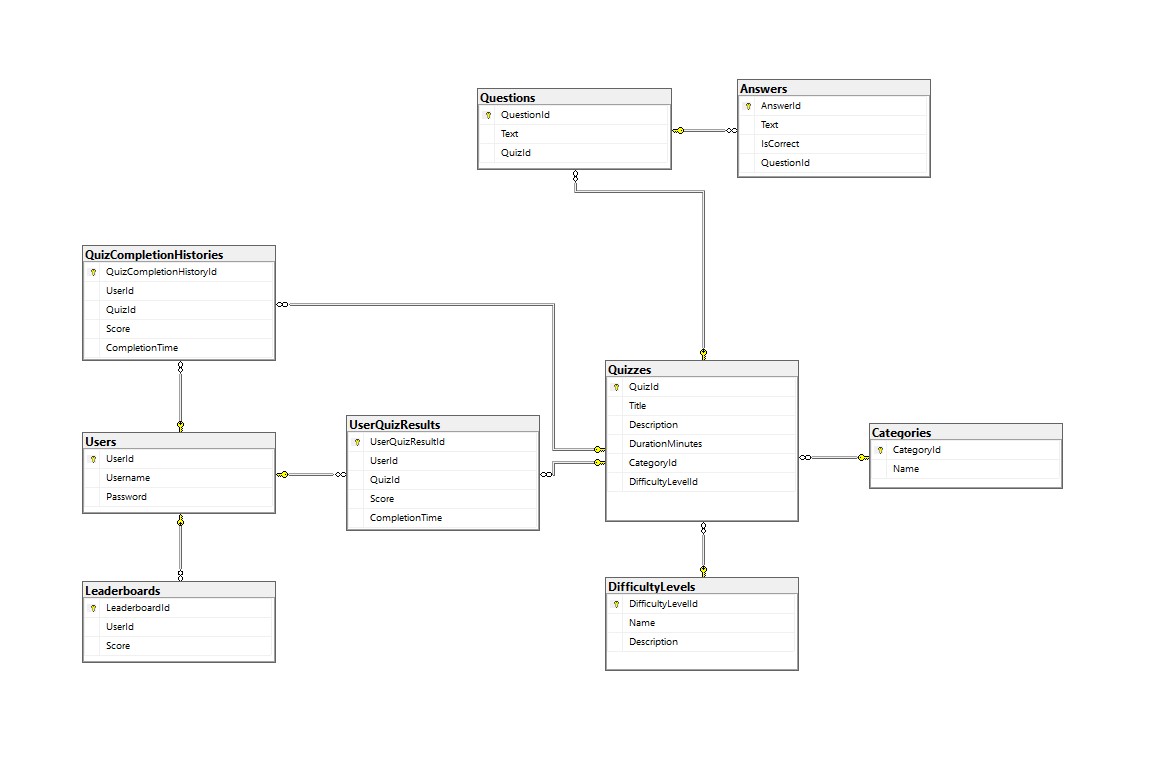 Questions
QuestionId
Text
QuizId
Answers
AnswerId
Text
IsCorrect
QuestionId
QuizCompletionHistories
QuizCompletionHistoryId
UserId
QuizId
Score
CompletionTime
Quizzes
QuizId
Title
Description
DurationMinutes
CategoryId
DifficultyLevelId
UserQuizResults
UserQuizResultId
UserId
QuizId
Score
CompletionTime
Categories
CategoryId
Name
Users
UserId
Username
Password
DifficultyLevels
DifficultyLevelId
Name
Description
Leaderboards
LeaderboardId
UserId
Score